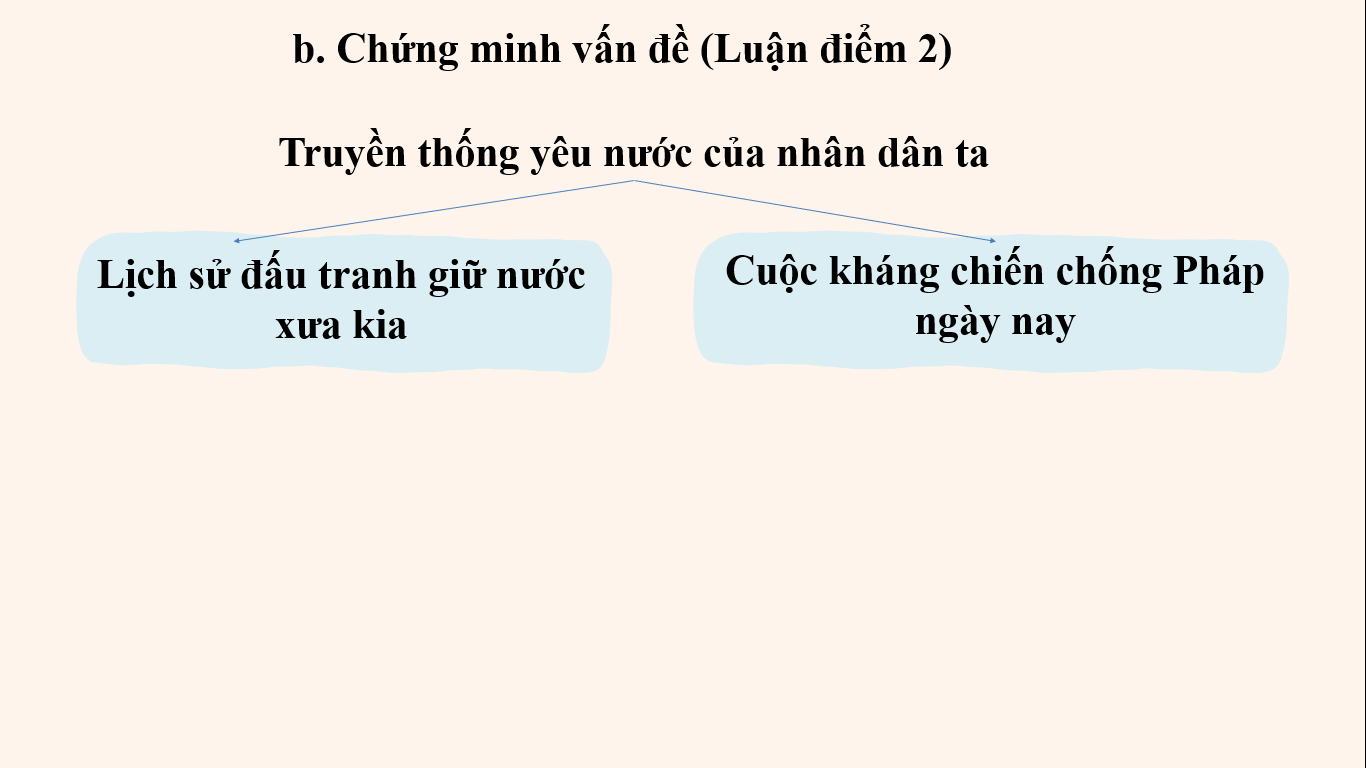 b. Chứng minh vấn đề (Luận điểm 2)
Truyền thống yêu nước của nhân dân ta
Lịch sử đấu tranh giữ nước
xưa kia
Cuộc kháng chiến chống Pháp
ngày nay